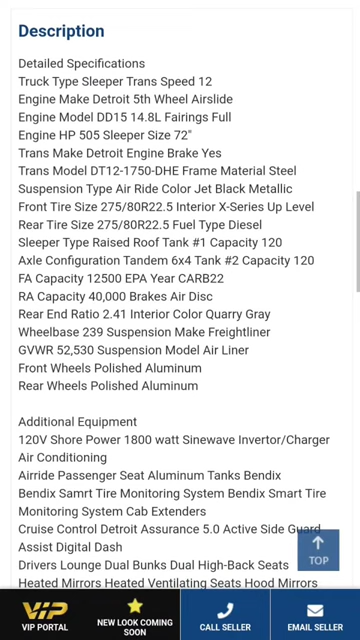 Description
Detailed Specifications
Truck Type Sleeper Trans Speed 12
Engine Make Detroit 5th Wheel Airslide
Engine Model DD15 14.8L Fairings Full
Engine HP 505 Sleeper Size 72"
Trans Make Detroit Engine Brake Yes
Trans Model DT12-1750-DHE Frame Material Steel
Suspension Type Air Ride Color Jet Black Metallic
Front Tire Size 275/80R22.5 Interior X-Series Up Level
Rear Tire Size 275/80R22.5 Fuel Type Diesel
Sleeper Type Raised Roof Tank #1 Capacity 120
Axle Configuration Tandem 6x4 Tank #2 Capacity 120
FA Capacity 12500 EPA Year CARB22
RA Capacity 40,000 Brakes Air Disc
Rear End Ratio 2.41 Interior Color Quarry Gray
Wheelbase 239 Suspension Make Freightliner
GVWR 52,530 Suspension Model Air Liner
Front Wheels Polished Aluminum
Rear Wheels Polished Aluminum
Additional Equipment
120V Shore Power 1800 watt Sinewave Invertor/Charger
Air Conditioning
Airride Passenger Seat Aluminum Tanks Bendix
Bendix Samrt Tire Monitoring System Bendix Smart Tire
Monitoring System Cab Extenders
Cruise Control Detroit Assurance 5.0 Active Side Guard
Assist Digital Dash
Drivers Lounge Dual Bunks Dual High-Back Seats
Heated Mirrors Heated Ventilating Seats Hood Mirrors
TOP
VIP
VIP PORTAL
NEW LOOK COMING
SOON
CALL SELLER
EMAIL SELLER